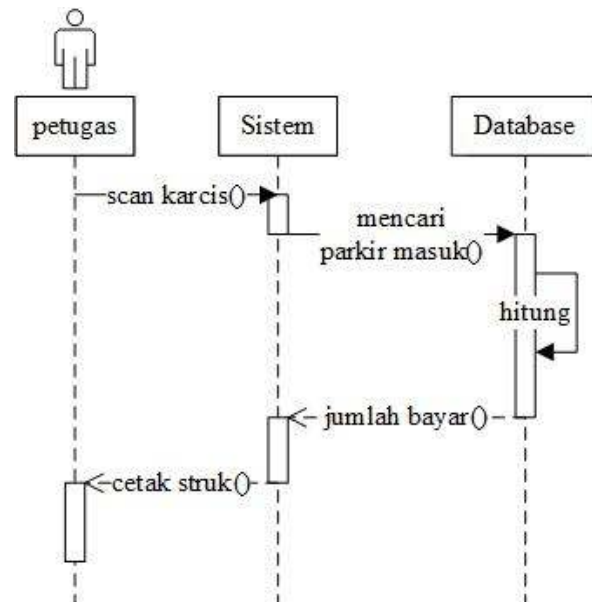 petugas
Sistem
Database
scan karcis()
mencari
parkir masuk()
hitung
jumlah bayar()
cetak struk()